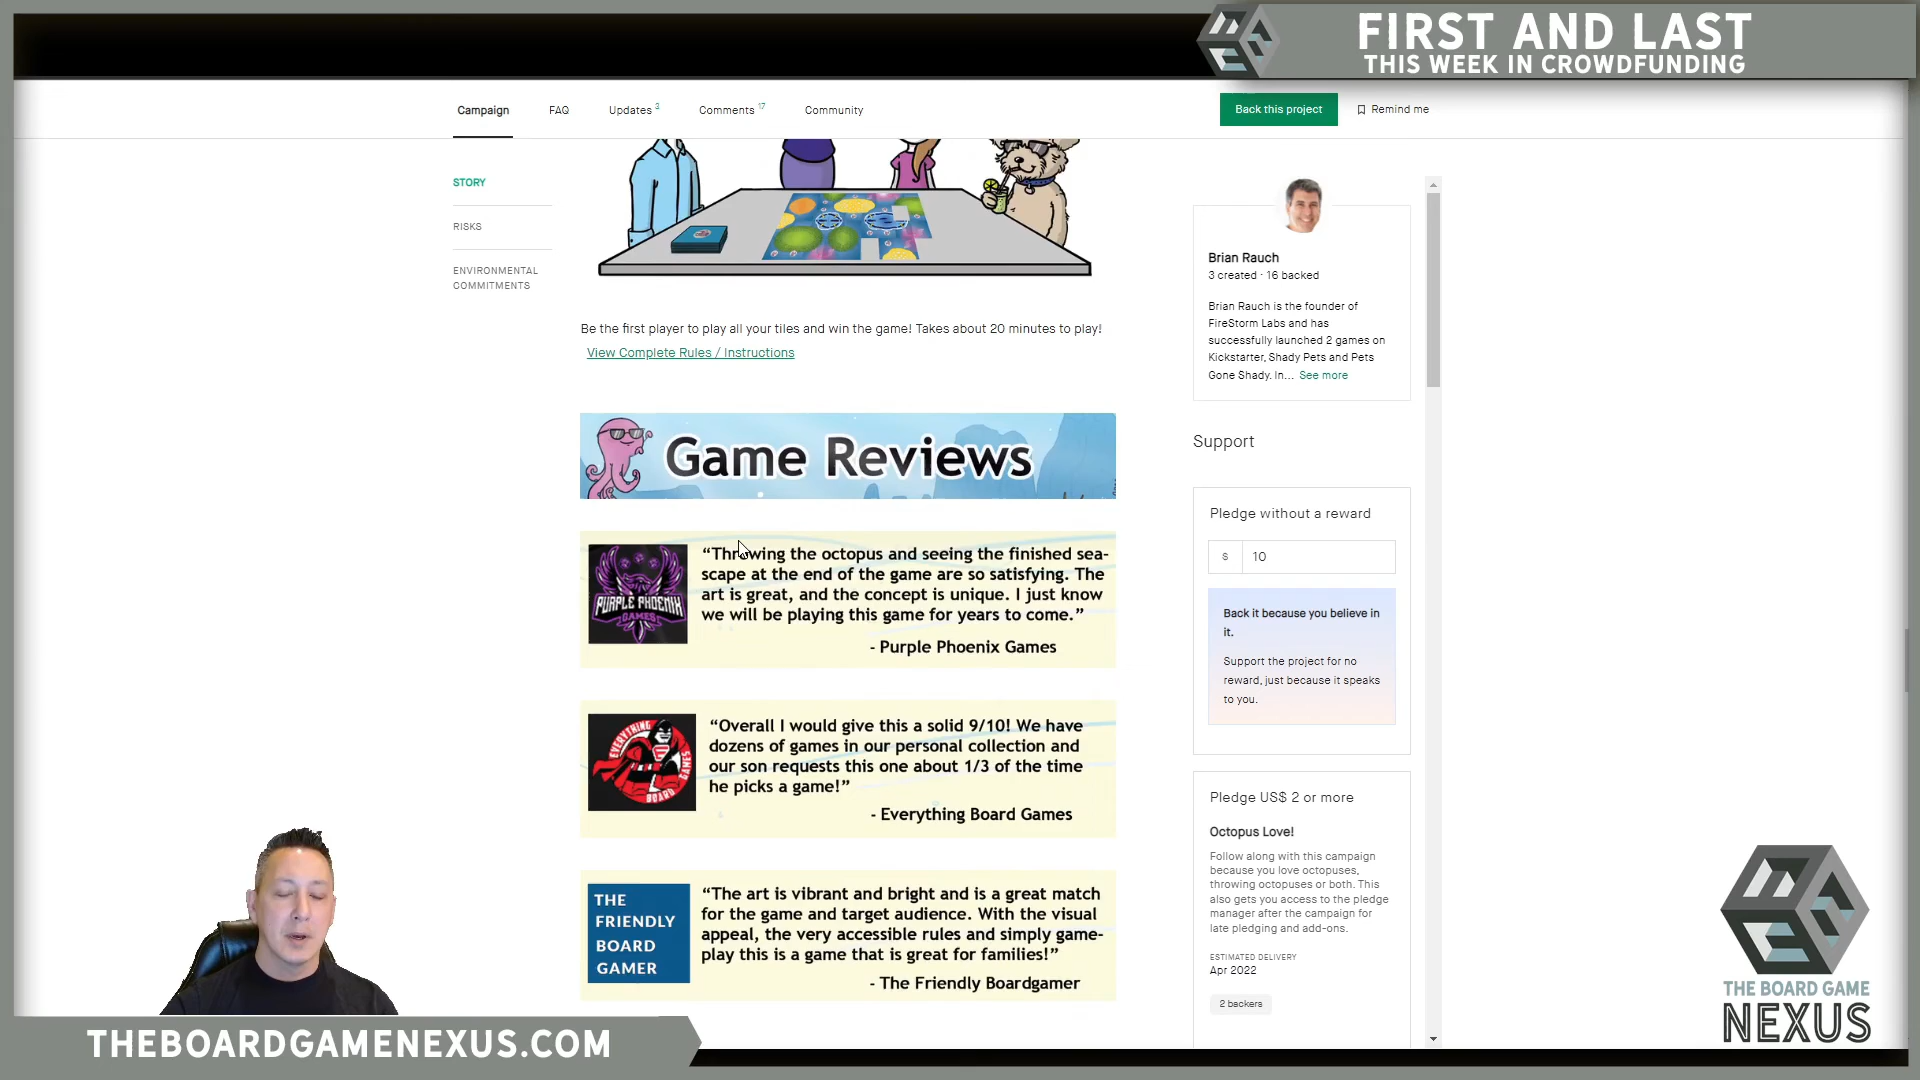 FIRST AND LAST
THIS WEEK IN CROWDFUNDING
Campaign
FAQ
Updates 2
Comments 17
Community
Back this project
Remind me
STORY
RISKS
ENVIRONMENTAL
COMMITMENTS
Be the first player to play all your tiles and win the game! Takes about 20 minutes to play!
View Complete Rules / Instructions
Game Reviews
PURPLE PHOENIX
GAMES
“Throwing the octopus and seeing the finished sea-
scape at the end of the game are so satisfying. The
art is great, and the concept is unique. I just know
we will be playing this game for years to come.”
- Purple Phoenix Games
EVERYTHING
BOARD
GAMES
“Overall I would give this a solid 9/10! We have
dozens of games in our personal collection and
our son requests this one about 1/3 of the time
he picks a game!”
- Everything Board Games
THE
FRIENDLY
BOARD
GAMER
“The art is vibrant and bright and is a great match
for the game and target audience. With the visual
appeal, the very accessible rules and simply game-
play this is a game that is great for families!”
- The Friendly Boardgamer
Brian Rauch
3 created · 16 backed
Brian Rauch is the founder of
FireStorm Labs and has
successfully launched 2 games on
Kickstarter, Shady Pets and Pets
Gone Shady. In... See more
Support
Pledge without a reward
$ 10
Back it because you believe in
it.
Support the project for no
reward, just because it speaks
to you.
Pledge US$ 2 or more
Octopus Love!
Follow along with this campaign
because you love octopuses,
throwing octopuses or both. This
also gets you access to the pledge
manager after the campaign for
late pledging and add-ons.
ESTIMATED DELIVERY
Apr 2022
2 backers
THE BOARD GAME
NEXUS
THEBOARDGAMENEXUS.COM